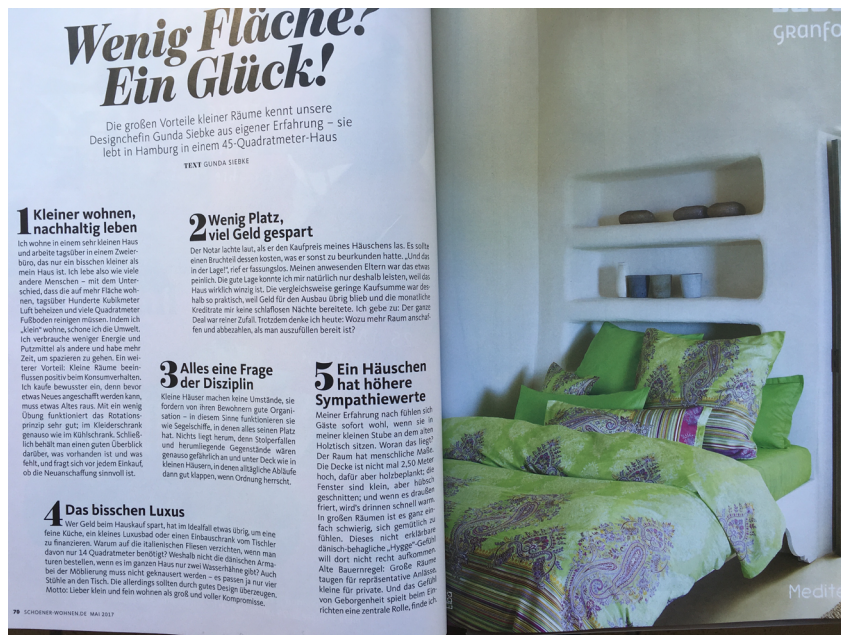 Wenig Fläche?
Ein Glück!
Die großen Vorteile kleiner Räume kennt unsere
Designchefin Gunda Siebke aus eigener Erfahrung – sie
lebt in Hamburg in einem 45-Quadratmeter-Haus
TEXT GUNDA SIEBKE
1 Kleiner wohnen,
nachhaltig leben
Ich wohne in einem sehr kleinen Haus
und arbeite tagsüber in einem Zweier-
büro, das nur ein bisschen kleiner als
mein Haus ist. Ich lebe also wie viele
andere Menschen – mit dem Unter-
schied, dass die auf mehr Fläche woh-
nen, tagsüber Hunderte Kubikmeter
Luft beheizen und viele Quadratmeter
Fußboden reinigen müssen. Indem ich
„klein“ wohne, schone ich die Umwelt.
Ich verbrauche weniger Energie und
Putzmittel als andere und habe mehr
Zeit, um spazieren zu gehen. Ein wei-
terer Vorteil: Kleine Räume beein-
flussen positiv beim Konsumverhalten.
Ich kaufe bewusster ein, denn bevor
etwas Neues angeschafft werden kann,
muss etwas Altes raus. Mit ein wenig
Übung funktioniert das Rotations-
prinzip sehr gut; im Kleiderschrank
genauso wie im Kühlschrank. Schließ-
lich behält man einen guten Überblick
darüber, was vorhanden ist und was
fehlt, und fragt sich vor jedem Einkauf,
ob die Neuanschaffung sinnvoll ist.
2 Wenig Platz,
viel Geld gespart
Der Notar lachte laut, als er den Kaufpreis meines Häuschens las. Es sollte
einen Bruchteil dessen kosten, was er sonst zu beurkunden hatte. „Und das
in der Lage!“, rief er fassungslos. Meinen anwesenden Eltern war das etwas
peinlich. Die gute Lage konnte ich mir natürlich nur deshalb leisten, weil das
Haus wirklich winzig ist. Die vergleichsweise geringe Kaufsumme war des-
halb so praktisch, weil Geld für den Ausbau übrig blieb und die monatliche
Kreditrate mir keine schlaflosen Nächte bereitete. Ich gebe zu: Der ganze
Deal war reiner Zufall. Trotzdem denke ich heute: Wozu mehr Raum anschaf-
fen und abbezahlen, als man auszufüllen bereit ist?
3 Alles eine Frage
der Disziplin
Kleine Häuser machen keine Umstände, sie
fordern von ihren Bewohnern gute Organi-
sation – in diesem Sinne funktionieren sie
wie Segelschiffe, in denen alles seinen Platz
hat. Nichts liegt herum, denn Stolperfallen
und herumliegende Gegenstände wären
genauso gefährlich an und unter Deck wie in
kleinen Häusern, in denen alltägliche Abläufe
dann gut klappen, wenn Ordnung herrscht.
4 Das bisschen Luxus
Wer Geld beim Hauskauf spart, hat im Idealfall etwas übrig, um eine
feine Küche, ein kleines Luxusbad oder einen Einbauschrank vom Tischler
zu finanzieren. Warum auf die italienischen Fliesen verzichten, wenn man
davon nur 14 Quadratmeter benötigt? Weshalb nicht die dänischen Arma-
turen bestellen, wenn es im ganzen Haus nur zwei Wasserhähne gibt? Auch
bei der Möblierung muss nicht geknausert werden – es passen ja nur vier
Stühle an den Tisch. Die allerdings sollten durch gutes Design überzeugen.
Motto: Lieber klein und fein wohnen als groß und voller Kompromisse.
5 Ein Häuschen
hat höhere
Sympathiewerte
Meiner Erfahrung nach fühlen sich
Gäste sofort wohl, wenn sie in
meiner kleinen Stube an dem alten
Holztisch sitzen. Woran das liegt?
Der Raum hat menschliche Maße.
Die Decke ist nicht mal 2,50 Meter
hoch, dafür aber holzbeplankt; die
Fenster sind klein, aber hübsch
geschnitten; und wenn es draußen
friert, wird's drinnen schnell warm.
In großen Räumen ist es ganz ein-
fach schwierig, sich gemütlich zu
fühlen. Dieses nicht erklärbare
dänisch-behagliche „Hygge“-Gefühl
will dort nicht recht aufkommen.
Alte Bauernregel: Große Räume
taugen für repräsentative Anlässe,
kleine für private. Und das Gefühl
von Geborgenheit spielt beim Ein-
richten eine zentrale Rolle, finde ich.
70 SCHOENER-WOHNEN.DE MAI 2017
GRanfo
Medite